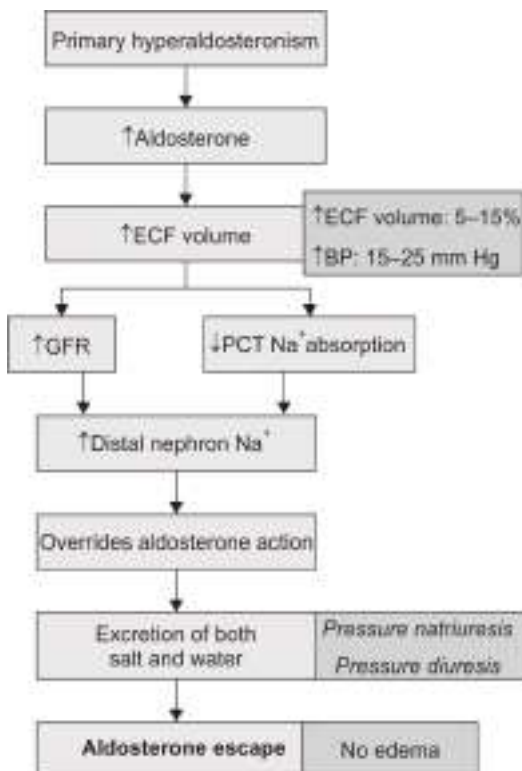 Primary hyperaldosteronism
↑Aldosterone
↑ECF volume
↑ECF volume: 5–15%
↑BP: 15–25 mm Hg
↑GFR
↓PCT Na⁺absorption
↑Distal nephron Na⁺
Overrides aldosterone action
Excretion of both
salt and water
Pressure natriuresis
Pressure diuresis
Aldosterone escape
No edema